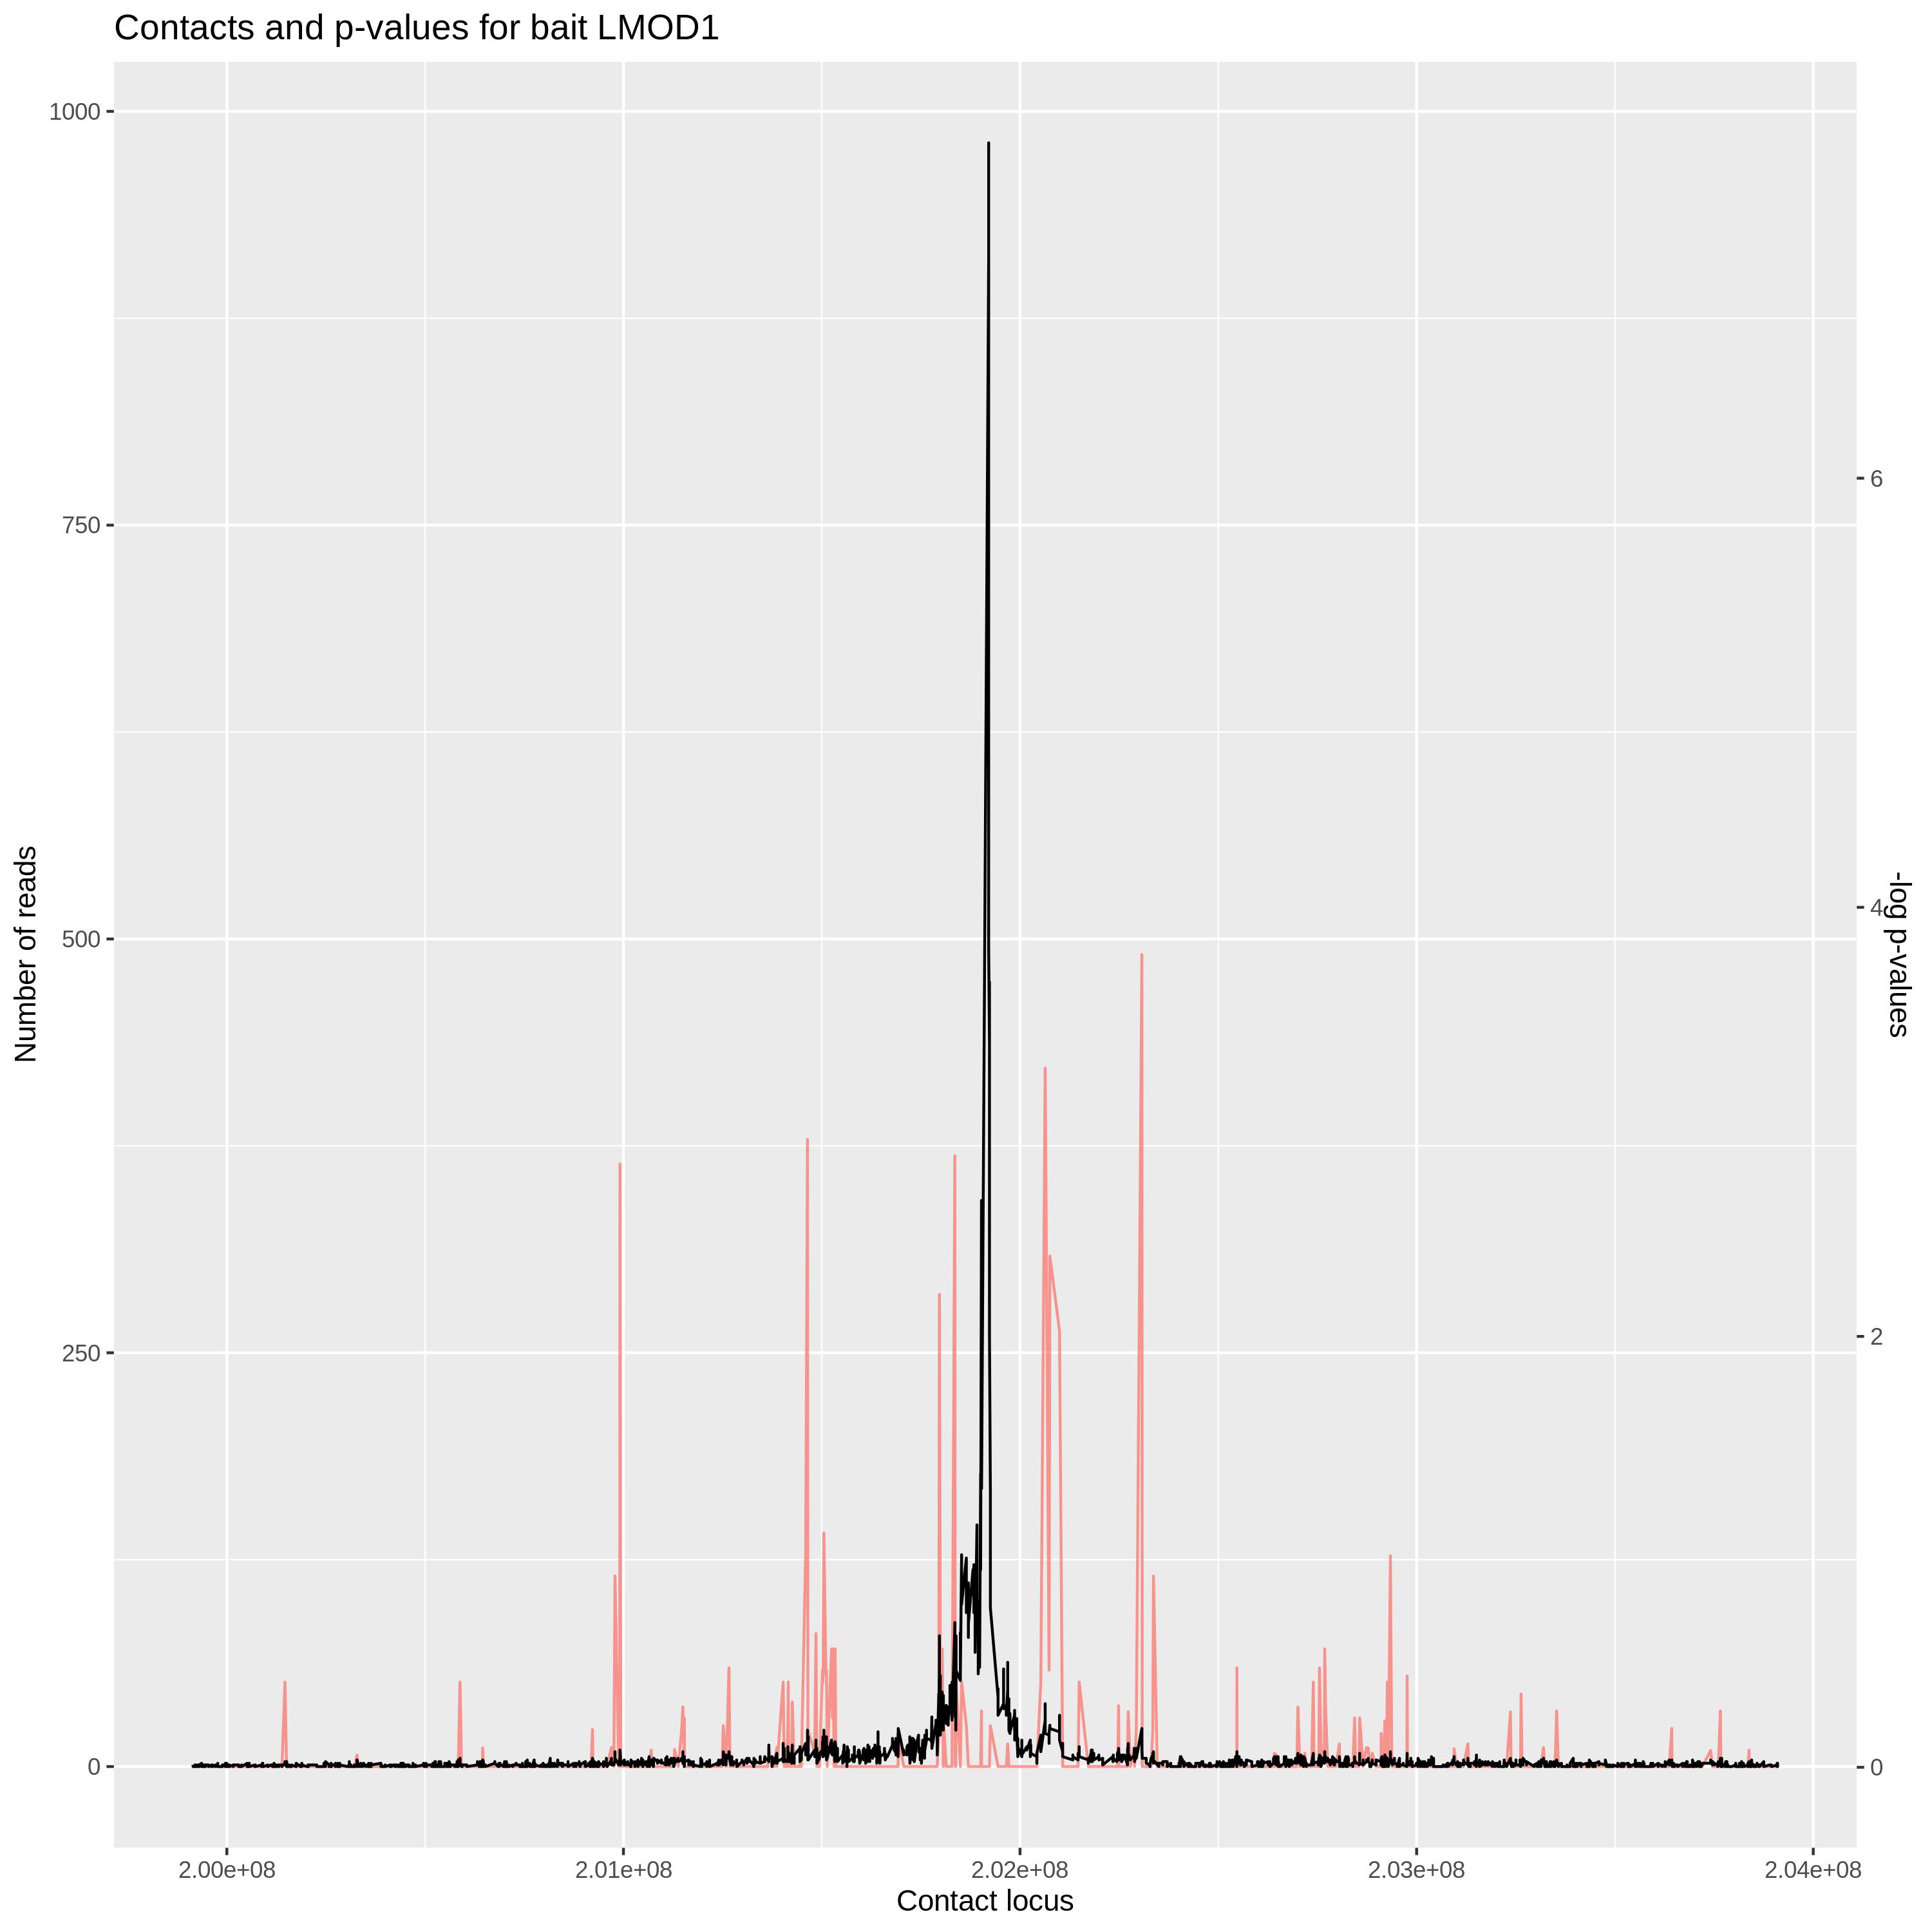 Contacts and p-values for bait LMOD1
1000
750
500
250
0
Number of reads
6
4
2
0
-log p-values
2.00e+08
2.01e+08
2.02e+08
2.03e+08
2.04e+08
Contact locus